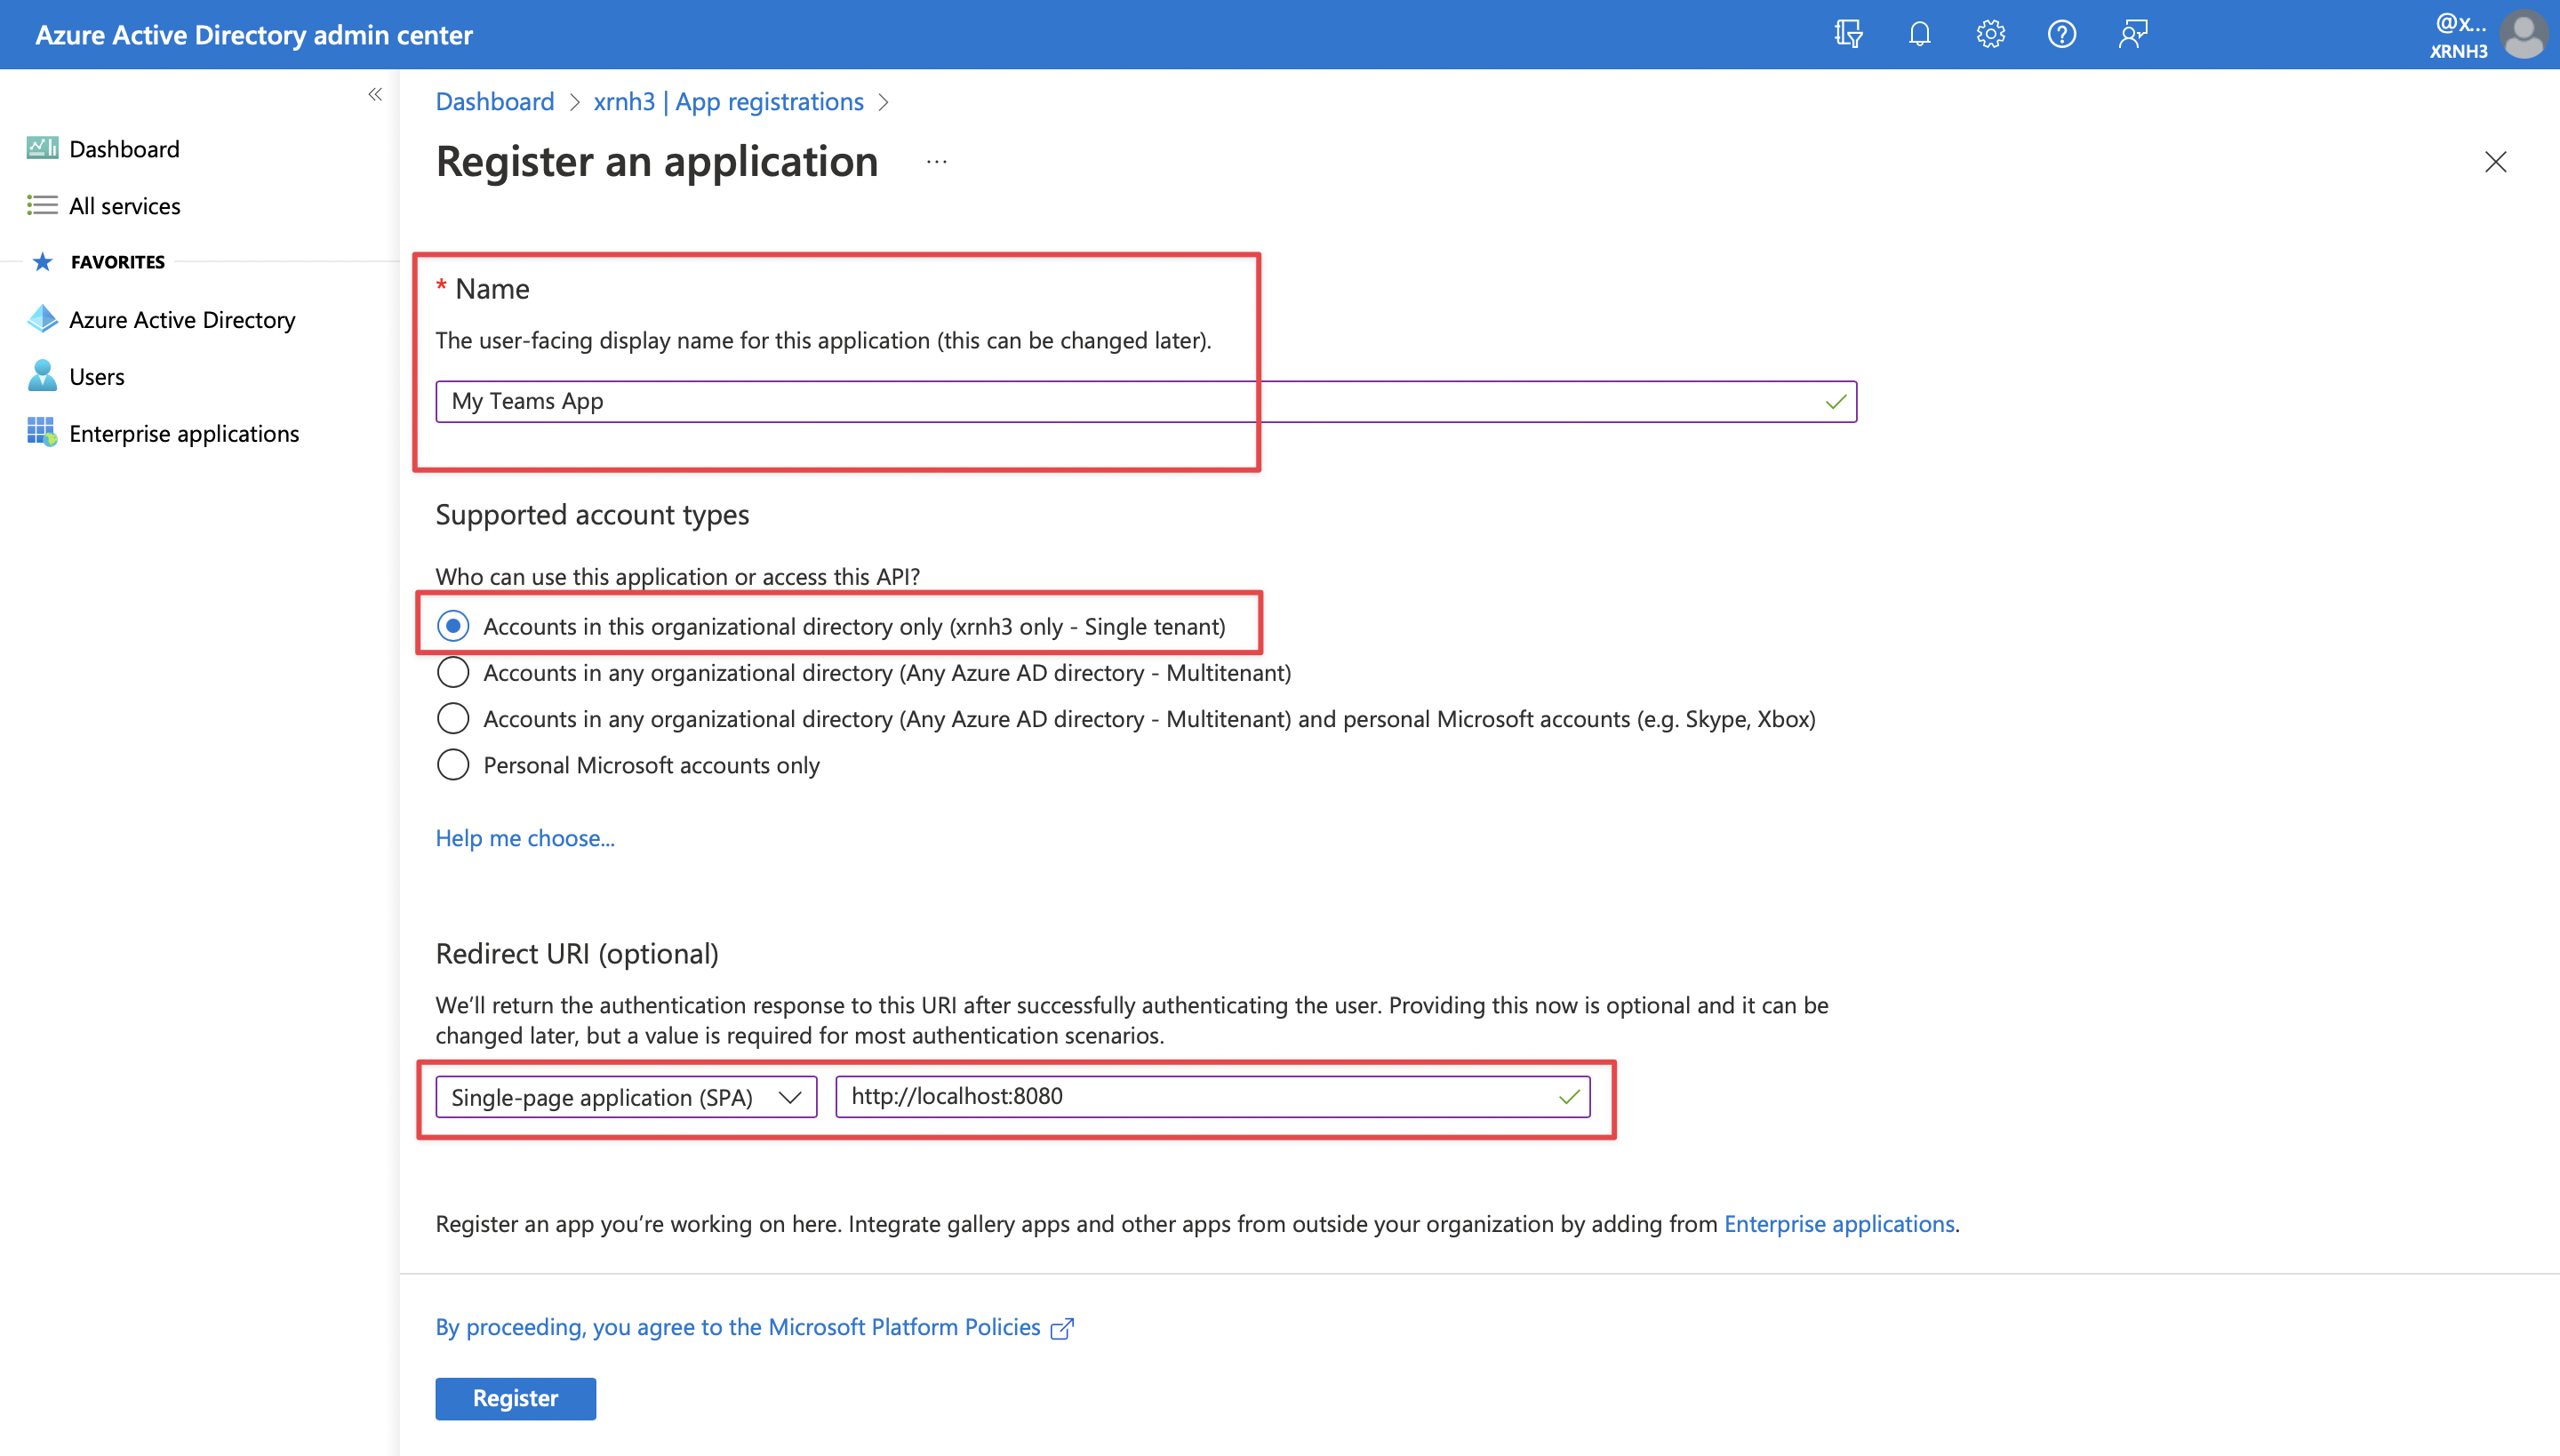 Azure Active Directory admin center
@x...
XRNH3
Dashboard
All services
FAVORITES
Azure Active Directory
Users
Enterprise applications
Dashboard > xrnh3 | App registrations >
Register an application ...
* Name
The user-facing display name for this application (this can be changed later).
My Teams App
Supported account types
Who can use this application or access this API?
Accounts in this organizational directory only (xrnh3 only - Single tenant)
Accounts in any organizational directory (Any Azure AD directory - Multitenant)
Accounts in any organizational directory (Any Azure AD directory - Multitenant) and personal Microsoft accounts (e.g. Skype, Xbox)
Personal Microsoft accounts only
Help me choose...
Redirect URI (optional)
We’ll return the authentication response to this URI after successfully authenticating the user. Providing this now is optional and it can be
changed later, but a value is required for most authentication scenarios.
Single-page application (SPA)
http://localhost:8080
Register an app you’re working on here. Integrate gallery apps and other apps from outside your organization by adding from Enterprise applications.
By proceeding, you agree to the Microsoft Platform Policies
Register